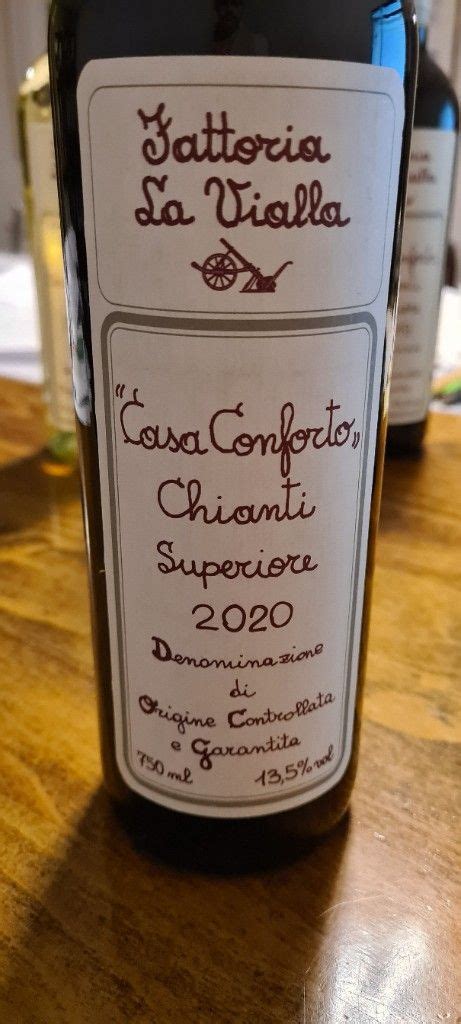 Fattoria
La Vialla
"Casa Conforto„
Chianti
Superiore
2020
Denominazione
di
Origine Controllata
e Garantita
750 ml 13,5% vol